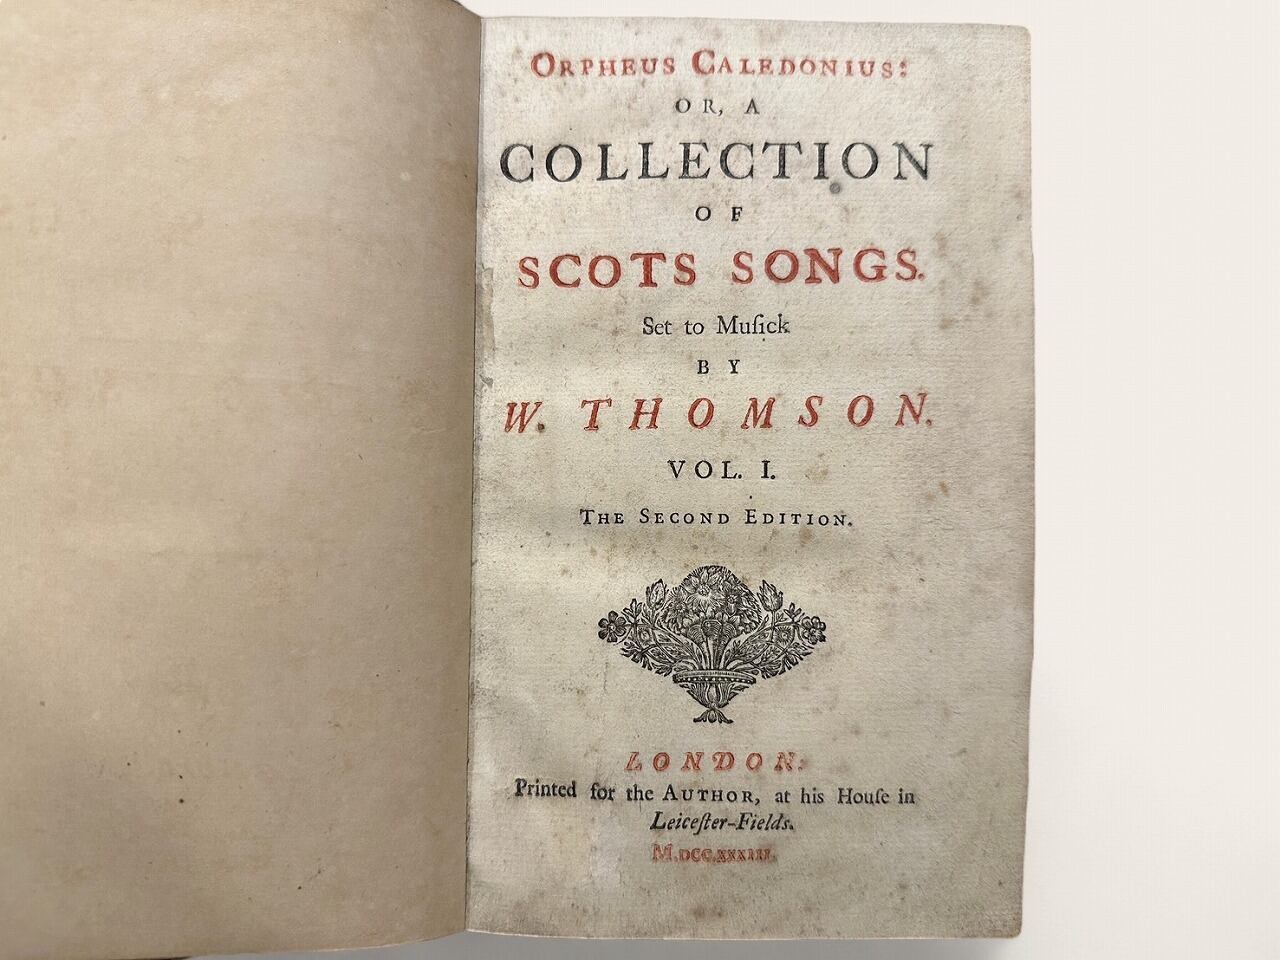 ORPHEUS CALEDONIUS:
OR, A
COLLECTION
OF
SCOTS SONGS.
Set to Muſick
BY
W. THOMSON.
VOL. I.
THE SECOND EDITION.
LONDON:
Printed for the AUTHOR, at his Houſe in
Leiceſter-Fields.
M.DCC.XXXIII.